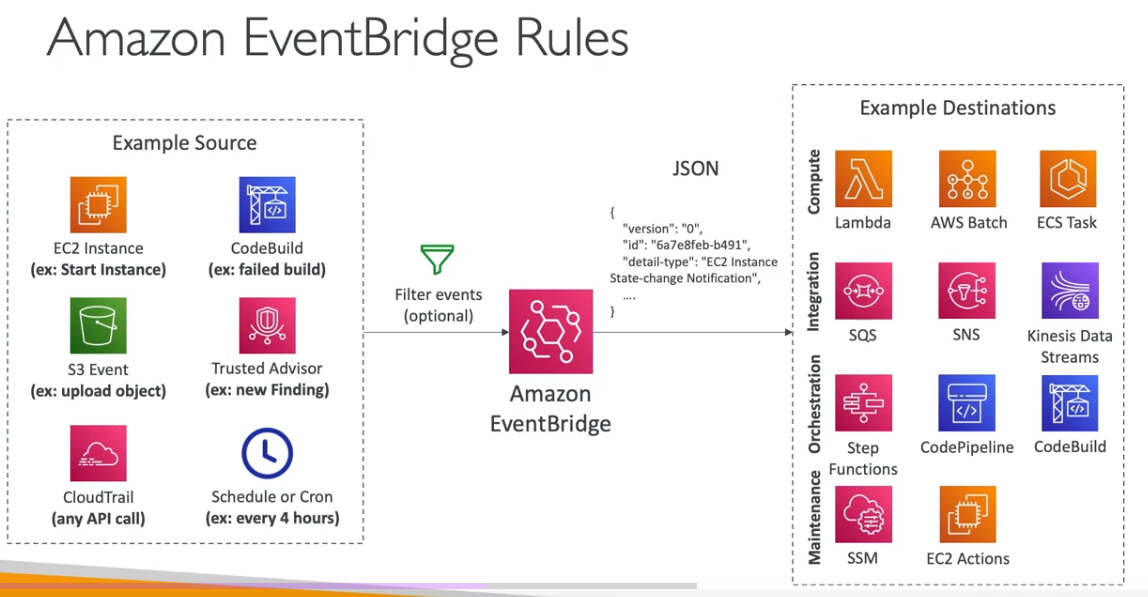 Amazon EventBridge Rules
Example Source
EC2 Instance
(ex: Start Instance)
CodeBuild
(ex: failed build)
S3 Event
(ex: upload object)
Trusted Advisor
(ex: new Finding)
CloudTrail
(any API call)
Schedule or Cron
(ex: every 4 hours)
Filter events
(optional)
Amazon
EventBridge
JSON
{
"version": "0",
"id": "6a7e8feb-b491",
"detail-type": "EC2 Instance
State-change Notification",
....
}
Example Destinations
Compute
Lambda
AWS Batch
ECS Task
Integration
SQS
SNS
Kinesis Data
Streams
Orchestration
Step
Functions
CodePipeline
CodeBuild
Maintenance
SSM
EC2 Actions